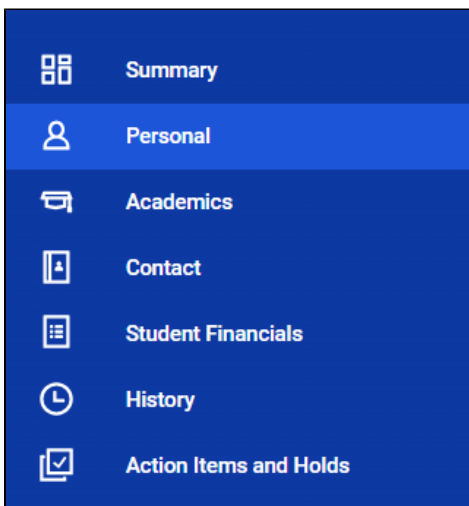 Summary
Personal
Academics
Contact
Student Financials
History
Action Items and Holds